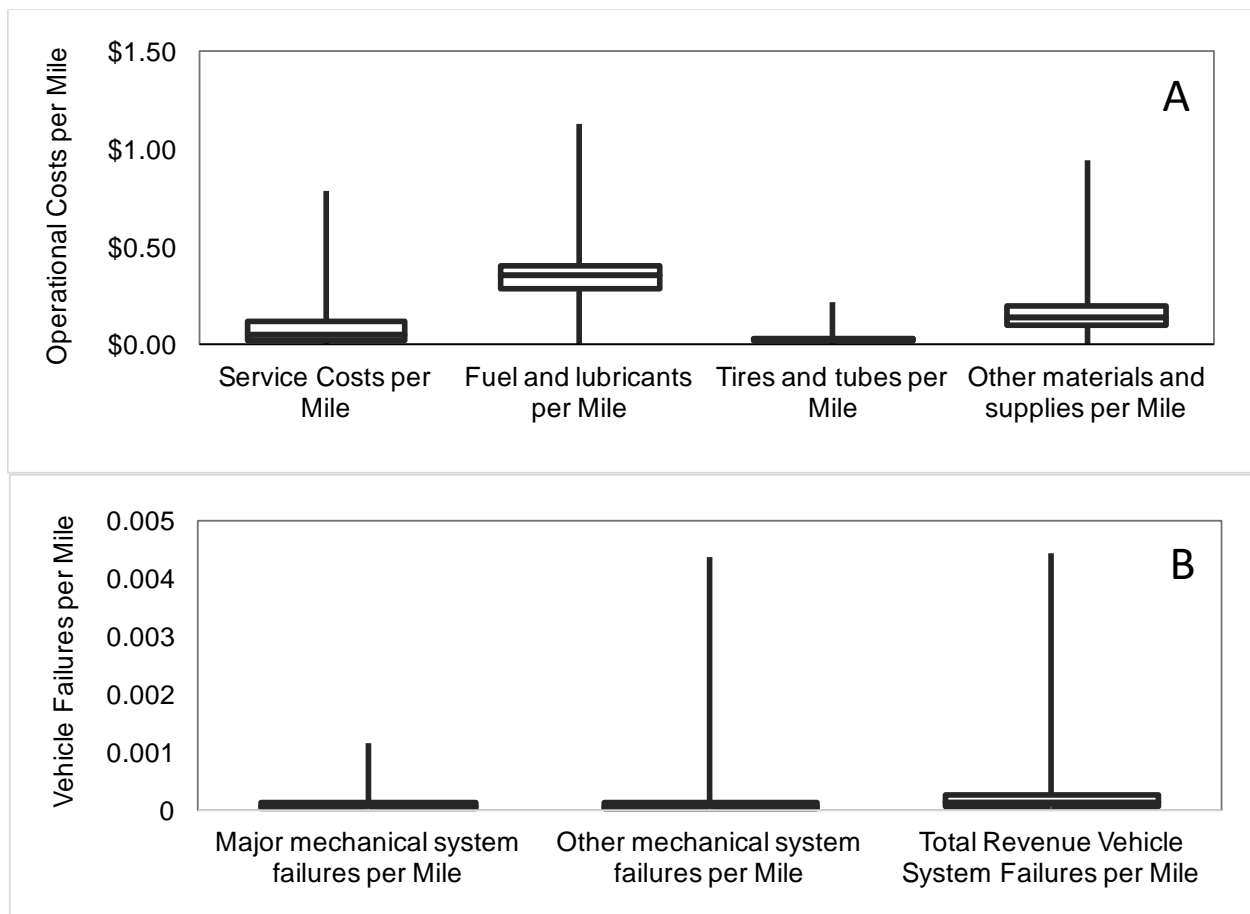 Operational Costs per Mile
$1.50
$1.00
$0.50
$0.00
A
Service Costs per
Mile
Fuel and lubricants
per Mile
Tires and tubes per
Mile
Other materials and
supplies per Mile
Vehicle Failures per Mile
0.005
0.004
0.003
0.002
0.001
0
B
Major mechanical system
failures per Mile
Other mechanical system
failures per Mile
Total Revenue Vehicle
System Failures per Mile